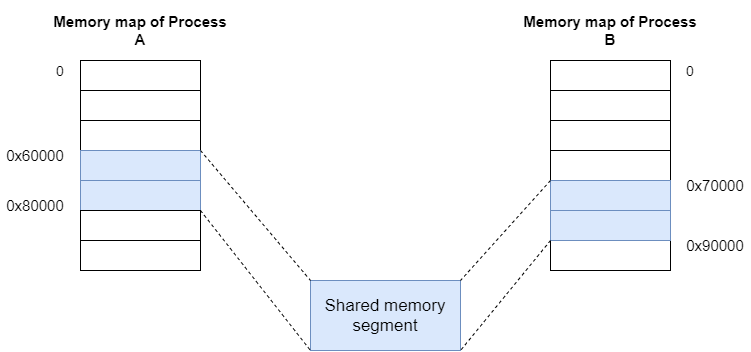 Memory map of Process
A
0
0x60000
0x80000
Memory map of Process
B
0
0x70000
0x90000
Shared memory
segment